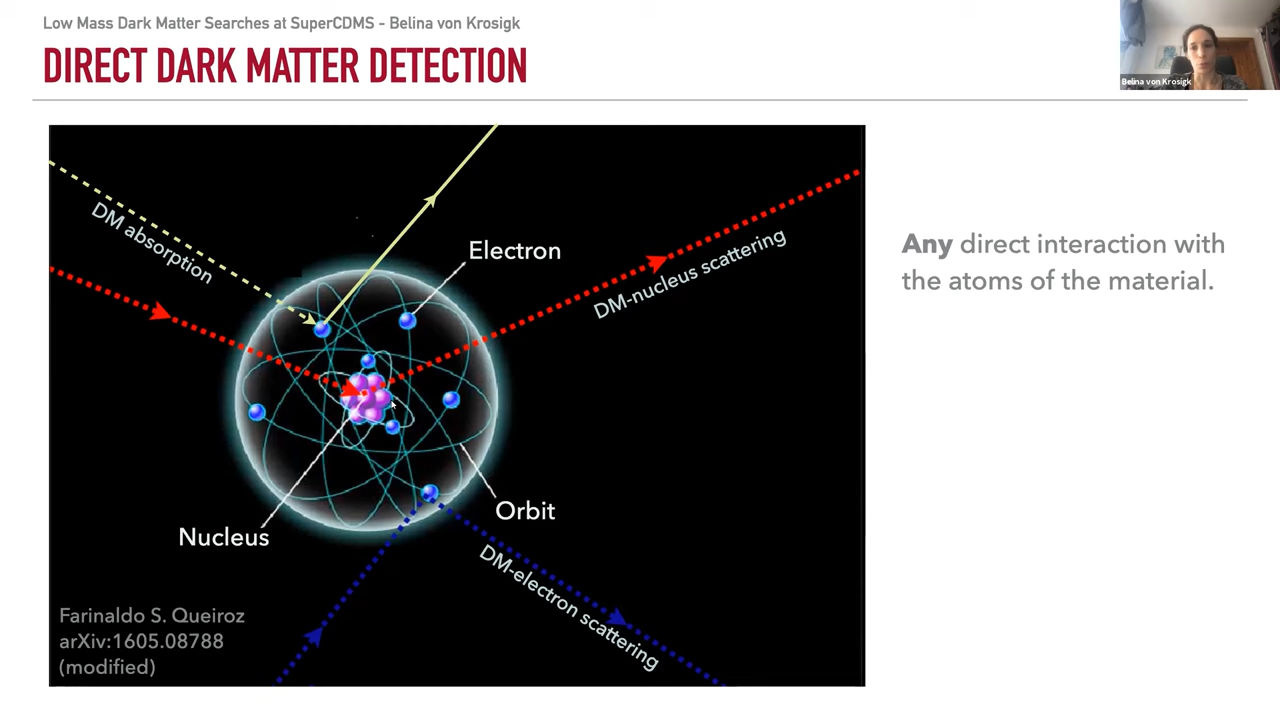 Low Mass Dark Matter Searches at SuperCDMS - Belina von Krosigk
DIRECT DARK MATTER DETECTION
Belina von Krosigk
DM absorption
Electron
DM-nucleus scattering
Any direct interaction with
the atoms of the material.
Orbit
Nucleus
DM-electron scattering
Farinaldo S. Queiroz
arXiv:1605.08788
(modified)